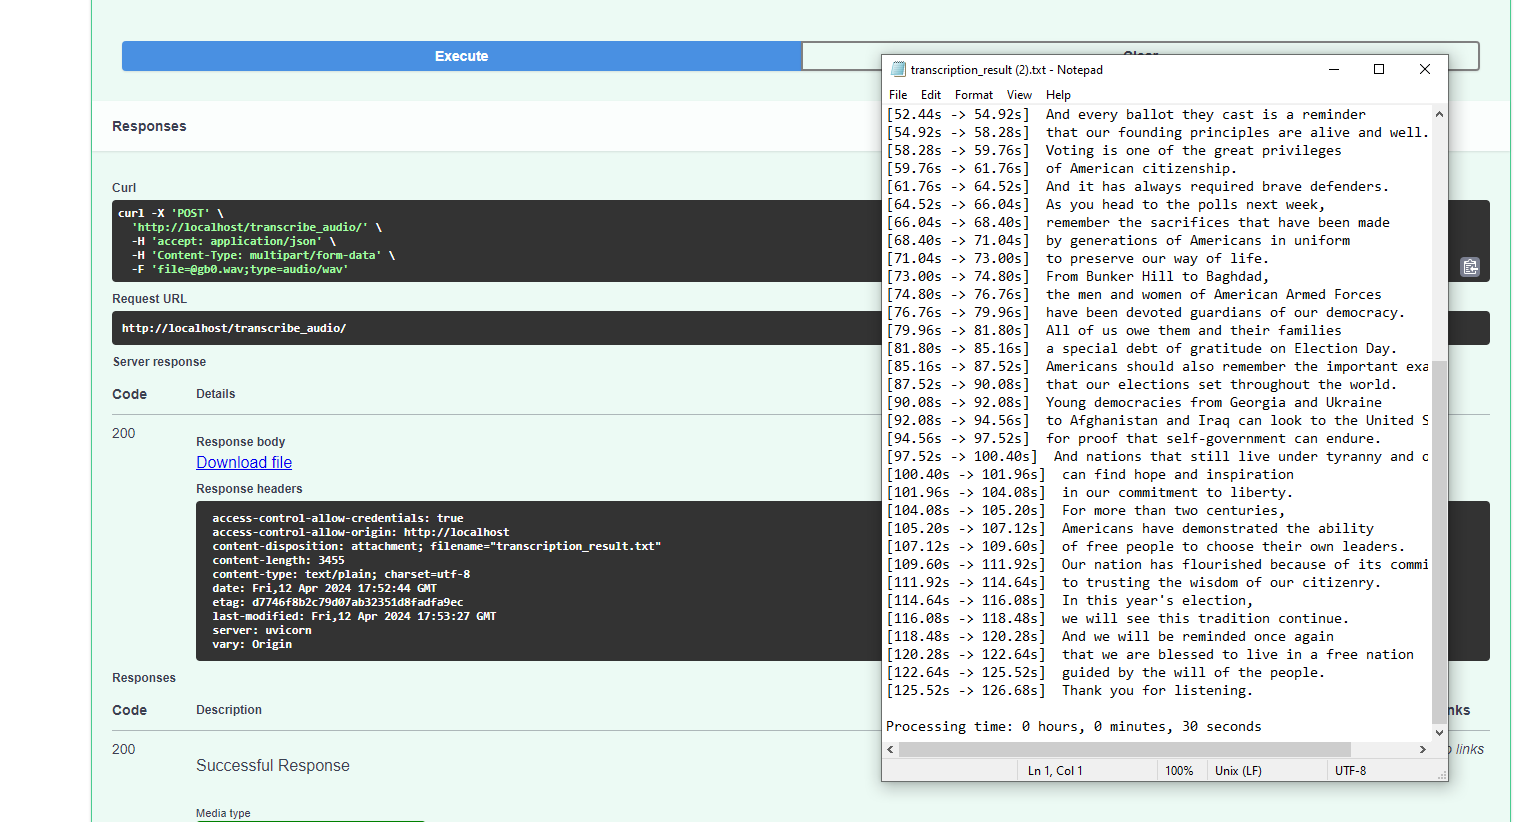 Execute
Responses
Curl
curl -X 'POST' \
'http://localhost/transcribe_audio/' \
-H 'accept: application/json' \
-H 'Content-Type: multipart/form-data' \
-F 'file=@gb0.wav;type=audio/wav'
Request URL
http://localhost/transcribe_audio/
Server response
Code Details
200
Response body
Download file
Response headers
access-control-allow-credentials: true
access-control-allow-origin: http://localhost
content-disposition: attachment; filename="transcription_result.txt"
content-length: 3455
content-type: text/plain; charset=utf-8
date: Fri,12 Apr 2024 17:52:44 GMT
etag: d7746f8b2c79d07ab32351d8fadfa9ec
last-modified: Fri,12 Apr 2024 17:53:27 GMT
server: uvicorn
vary: Origin
Responses
Code Description
200
Successful Response
Media type
transcription_result (2).txt - Notepad
File Edit Format View Help
[52.44s -> 54.92s] And every ballot they cast is a reminder
[54.92s -> 58.28s] that our founding principles are alive and well.
[58.28s -> 59.76s] Voting is one of the great privileges
[59.76s -> 61.76s] of American citizenship.
[61.76s -> 64.52s] And it has always required brave defenders.
[64.52s -> 66.04s] As you head to the polls next week,
[66.04s -> 68.40s] remember the sacrifices that have been made
[68.40s -> 71.04s] by generations of Americans in uniform
[71.04s -> 73.00s] to preserve our way of life.
[73.00s -> 74.80s] From Bunker Hill to Baghdad,
[74.80s -> 76.76s] the men and women of American Armed Forces
[76.76s -> 79.96s] have been devoted guardians of our democracy.
[79.96s -> 81.80s] All of us owe them and their families
[81.80s -> 85.16s] a special debt of gratitude on Election Day.
[85.16s -> 87.52s] Americans should also remember the important exa
[87.52s -> 90.08s] that our elections set throughout the world.
[90.08s -> 92.08s] Young democracies from Georgia and Ukraine
[92.08s -> 94.56s] to Afghanistan and Iraq can look to the United S
[94.56s -> 97.52s] for proof that self-government can endure.
[97.52s -> 100.40s] And nations that still live under tyranny and o
[100.40s -> 101.96s] can find hope and inspiration
[101.96s -> 104.08s] in our commitment to liberty.
[104.08s -> 105.20s] For more than two centuries,
[105.20s -> 107.12s] Americans have demonstrated the ability
[107.12s -> 109.60s] of free people to choose their own leaders.
[109.60s -> 111.92s] Our nation has flourished because of its commi
[111.92s -> 114.64s] to trusting the wisdom of our citizenry.
[114.64s -> 116.08s] In this year's election,
[116.08s -> 118.48s] we will see this tradition continue.
[118.48s -> 120.28s] And we will be reminded once again
[120.28s -> 122.64s] that we are blessed to live in a free nation
[122.64s -> 125.52s] guided by the will of the people.
[125.52s -> 126.68s] Thank you for listening.
Processing time: 0 hours, 0 minutes, 30 seconds
Ln 1, Col 1 100% Unix (LF) UTF-8
nks
links